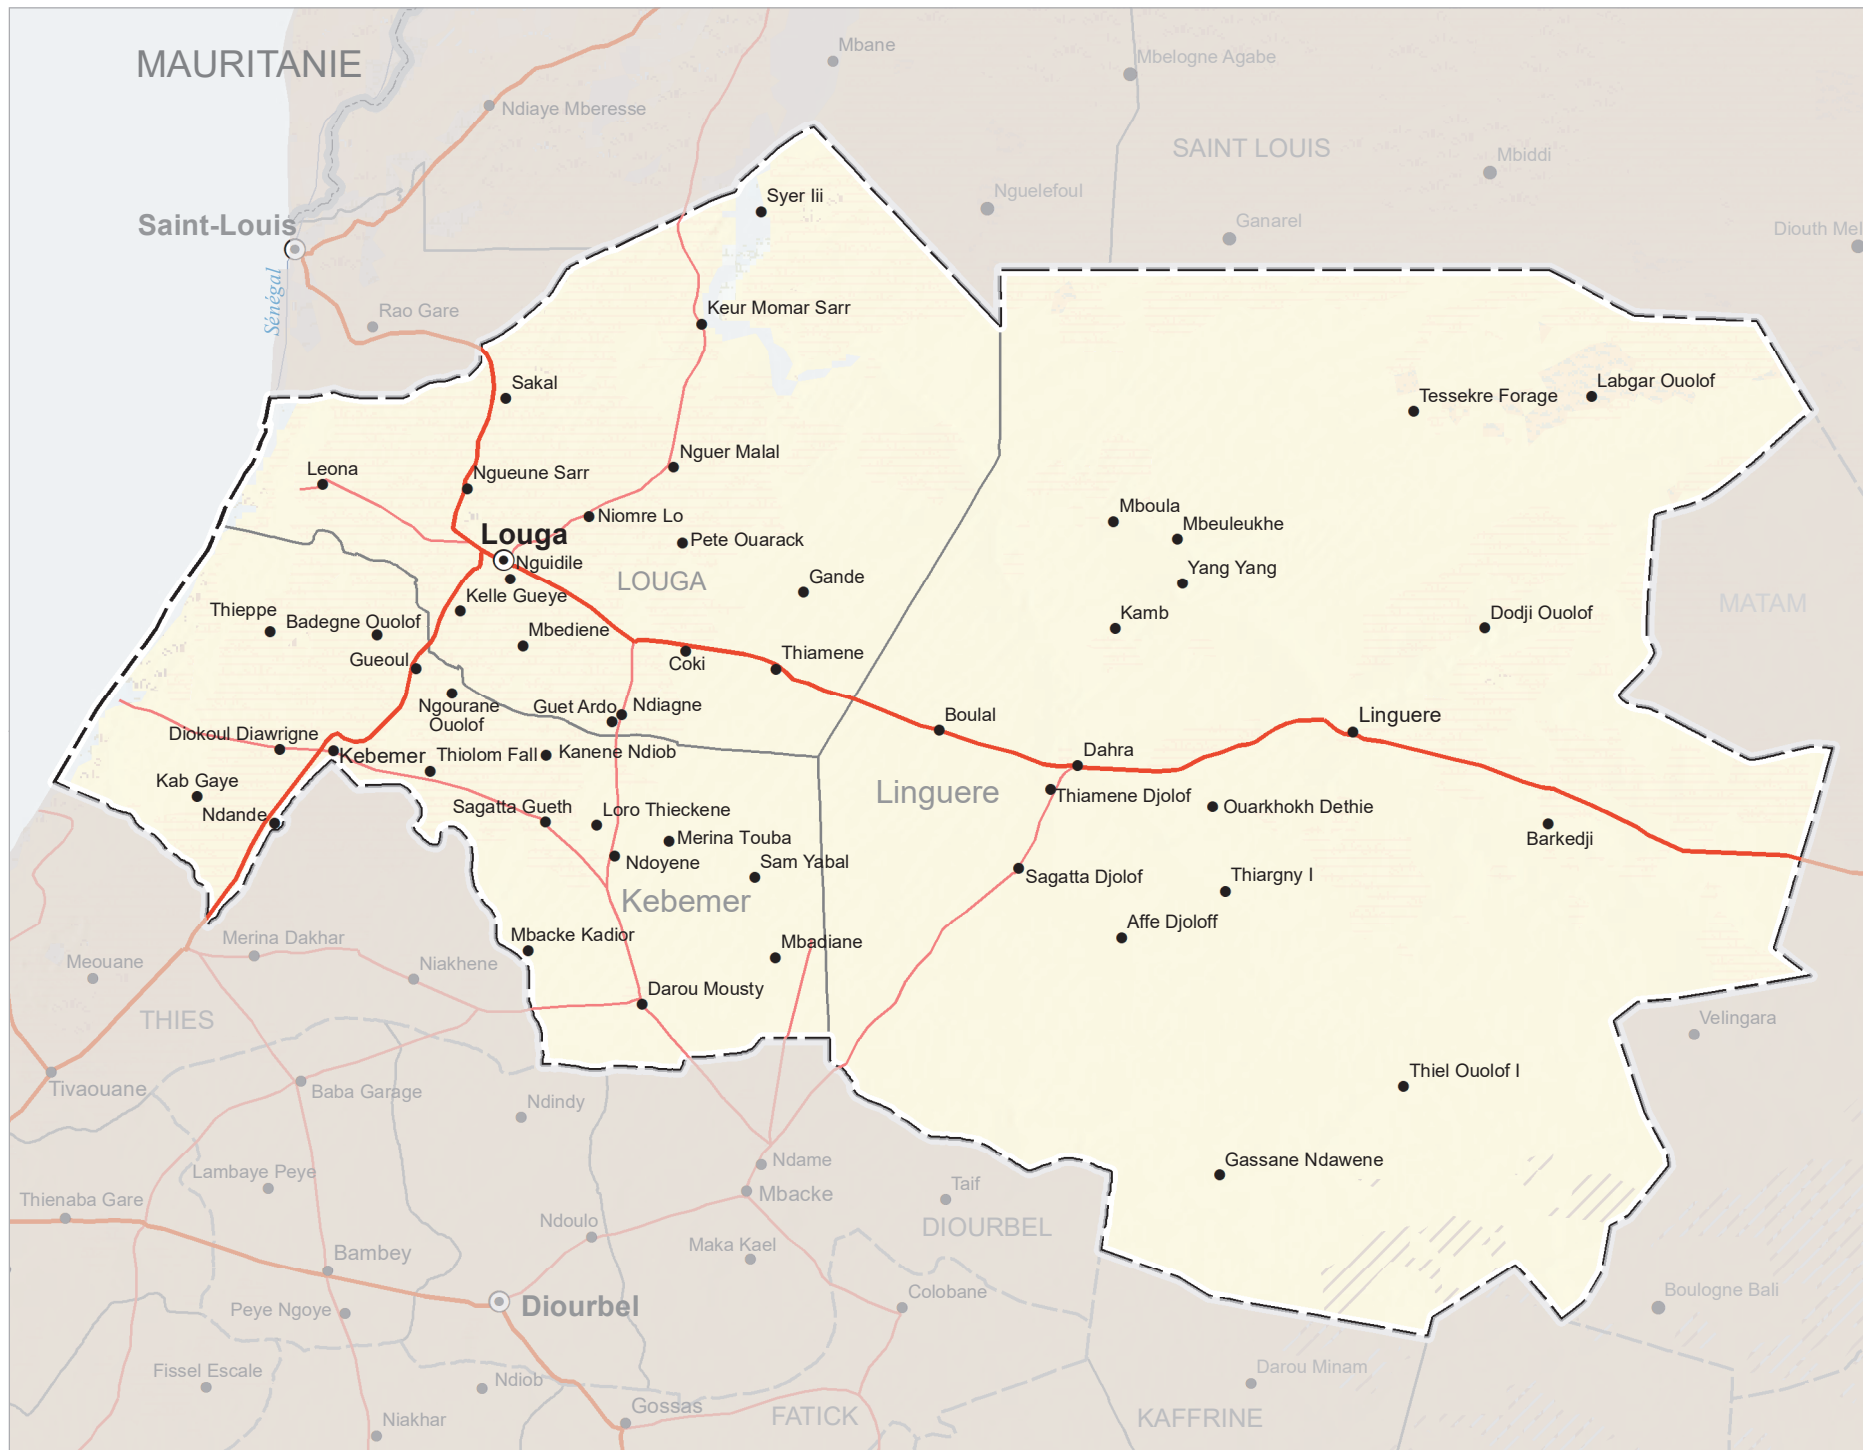 Mbane
MAURITANIE
Mbelogne Agabe
Ndiaye Mberesse
SAINT LOUIS
Mbiddi
Nguelefoul
Syer Iii
Saint-Louis
Ganarel
Diouth Mel
Sénégal
Rao Gare
Keur Momar Sarr
Sakal
Labgar Ouolof
Tessekre Forage
Nguer Malal
Leona
Ngueune Sarr
Niomre Lo
Mboula
Mbeuleukhe
Louga
Pete Ouarack
Nguidile
Yang Yang
LOUGA
Gande
Kelle Gueye
MATAM
Thieppe
Badegne Ouolof
Mbediene
Kamb
Dodji Ouolof
Gueoul
Coki
Thiamene
Ngourane
Ouolof
Guet Ardo
Ndiagne
Boulal
Linguere
Diokoul Diawrigne
Kebemer
Thiolom Fall
Kanene Ndiob
Dahra
Kab Gaye
Linguere
Thiamene Djolof
Ndande
Sagatta Gueth
Loro Thieckene
Ouarkhokh Dethie
Merina Touba
Barkedji
Ndoyene
Sam Yabal
Sagatta Djolof
Thiargny I
Kebemer
Affe Djoloff
Merina Dakhar
Mbacke Kadior
Mbadiane
Meouane
Niakhene
Darou Mousty
THIES
Velingara
Thiel Ouolof I
Tivaouane
Baba Garage
Ndindy
Ndame
Gassane Ndawene
Lambaye Peye
Mbacke
Taif
Thienaba Gare
Ndoulo
DIOURBEL
Maka Kael
Bambey
Colobane
Boulogne Bali
Peye Ngoye
Diourbel
Fissel Escale
Ndiob
Darou Minam
Niakhar
Gossas
FATICK
KAFFRINE